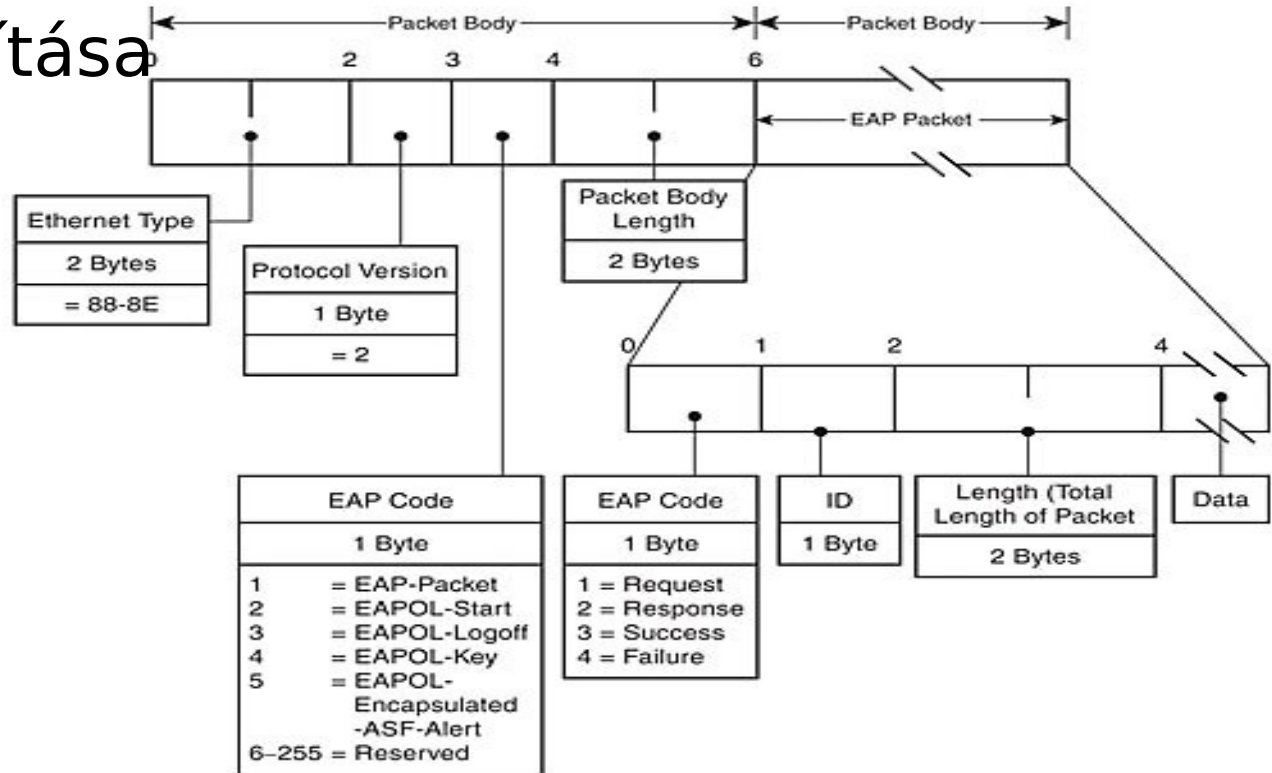 ítása
Packet Body
Packet Body
0 2 3 4 6
EAP Packet
Ethernet Type
2 Bytes
= 88-8E
Protocol Version
1 Byte
= 2
Packet Body
Length
2 Bytes
0 1 2 4
EAP Code
1 Byte
1 = EAP-Packet
2 = EAPOL-Start
3 = EAPOL-Logoff
4 = EAPOL-Key
5 = EAPOL-
Encapsulated
-ASF-Alert
6–255 = Reserved
EAP Code
1 Byte
1 = Request
2 = Response
3 = Success
4 = Failure
ID
1 Byte
Length (Total
Length of Packet
2 Bytes
Data